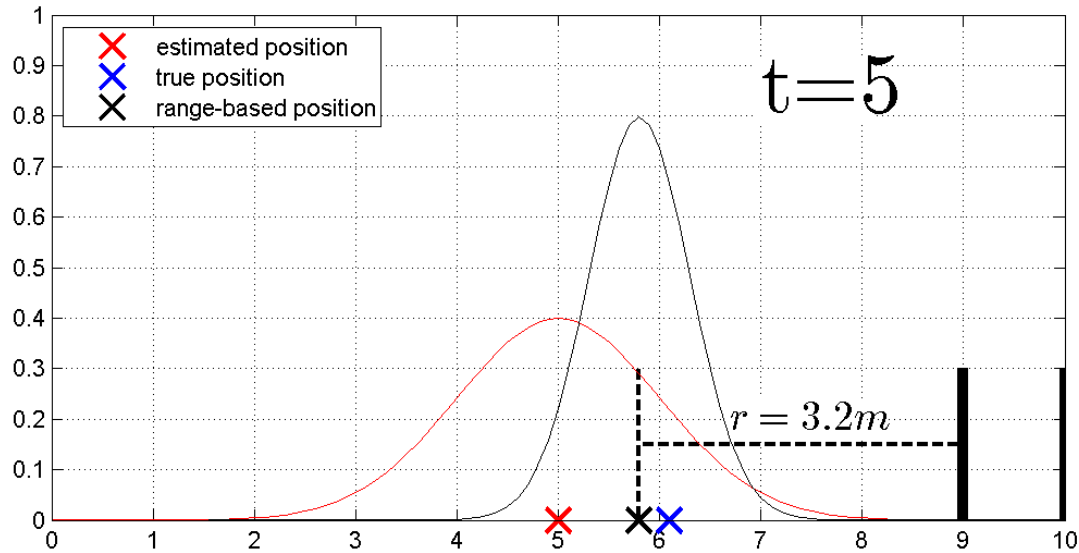 1
0.9
0.8
0.7
0.6
0.5
0.4
0.3
0.2
0.1
0
estimated position
true position
range-based position
t=5
r = 3.2m
0 1 2 3 4 5 6 7 8 9 10